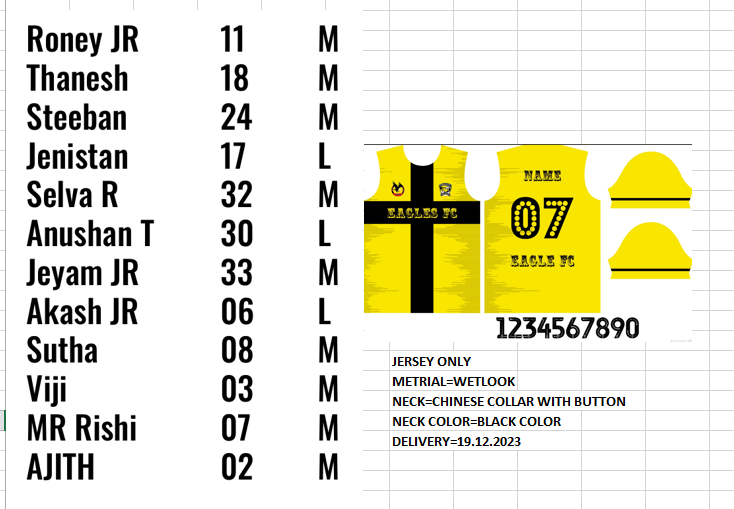 Roney JR 11 M
Thanesh 18 M
Steeban 24 M
Jenistan 17 L
Selva R 32 M
Anushan T 30 L
Jeyam JR 33 M
Akash JR 06 L
Sutha 08 M
Viji 03 M
MR Rishi 07 M
AJITH 02 M
EAGLES FC
NAME
07
EAGLE FC
1234567890
JERSEY ONLY
METRIAL=WETLOOK
NECK=CHINESE COLLAR WITH BUTTON
NECK COLOR=BLACK COLOR
DELIVERY=19.12.2023